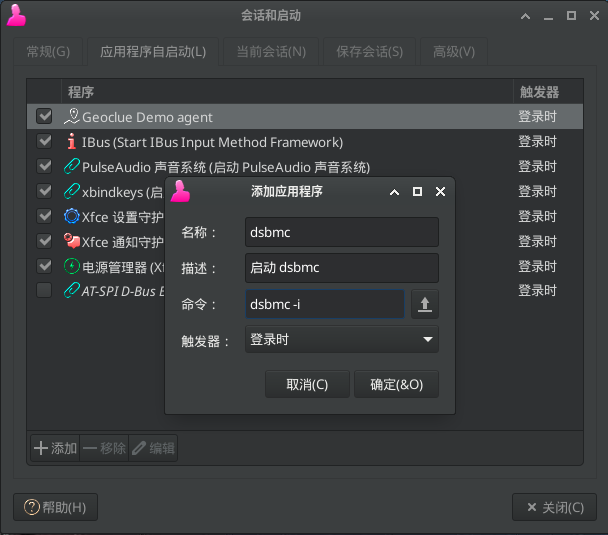 会话和启动
常规(G)
应用程序自启动(L)
当前会话(N)
保存会话(S)
高级(V)
程序
触发器
Geoclue Demo agent
登录时
IBus (Start IBus Input Method Framework)
登录时
PulseAudio 声音系统 (启动 PulseAudio 声音系统)
登录时
xbindkeys (启
登录时
Xfce 设置守护
登录时
Xfce 通知守护
登录时
电源管理器 (Xf
登录时
AT-SPI D-Bus B
登录时
添加应用程序
名称：
dsbmc
描述：
启动 dsbmc
命令：
dsbmc -i
触发器：
登录时
取消(C)
确定(&O)
添加
移除
编辑
帮助(H)
关闭(C)